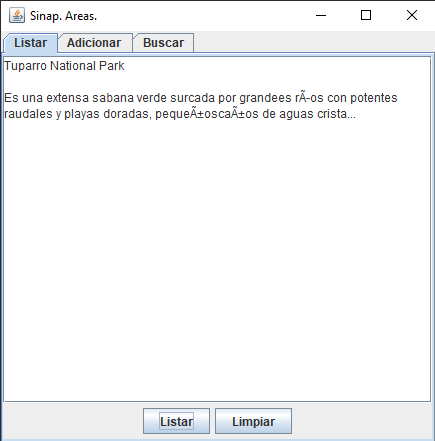 Sinap. Areas.
Listar Adicionar Buscar
Tuparro National Park
Es una extensa sabana verde surcada por grandees rÃ-os con potentes
raudales y playas doradas, pequeÃ±oscaÃ±os de aguas crista...
Listar Limpiar